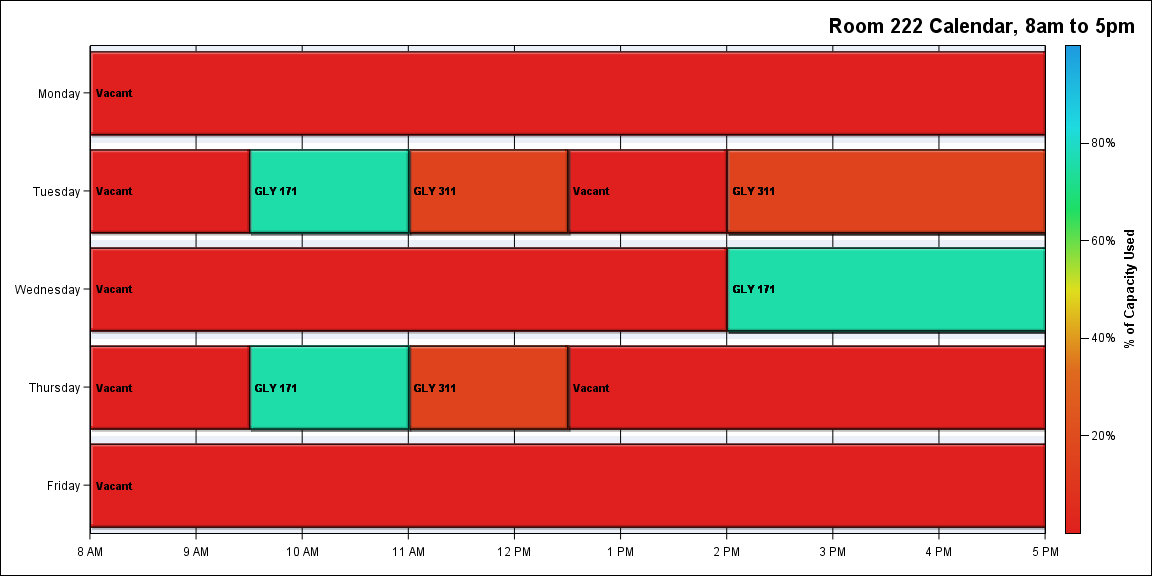 Room 222 Calendar, 8am to 5pm
Monday
Vacant
Tuesday
Vacant
GLY 171
GLY 311
Vacant
GLY 311
Wednesday
Vacant
GLY 171
Thursday
Vacant
GLY 171
GLY 311
Vacant
Friday
Vacant
8 AM
9 AM
10 AM
11 AM
12 PM
1 PM
2 PM
3 PM
4 PM
5 PM
80%
60%
40%
20%
% of Capacity Used